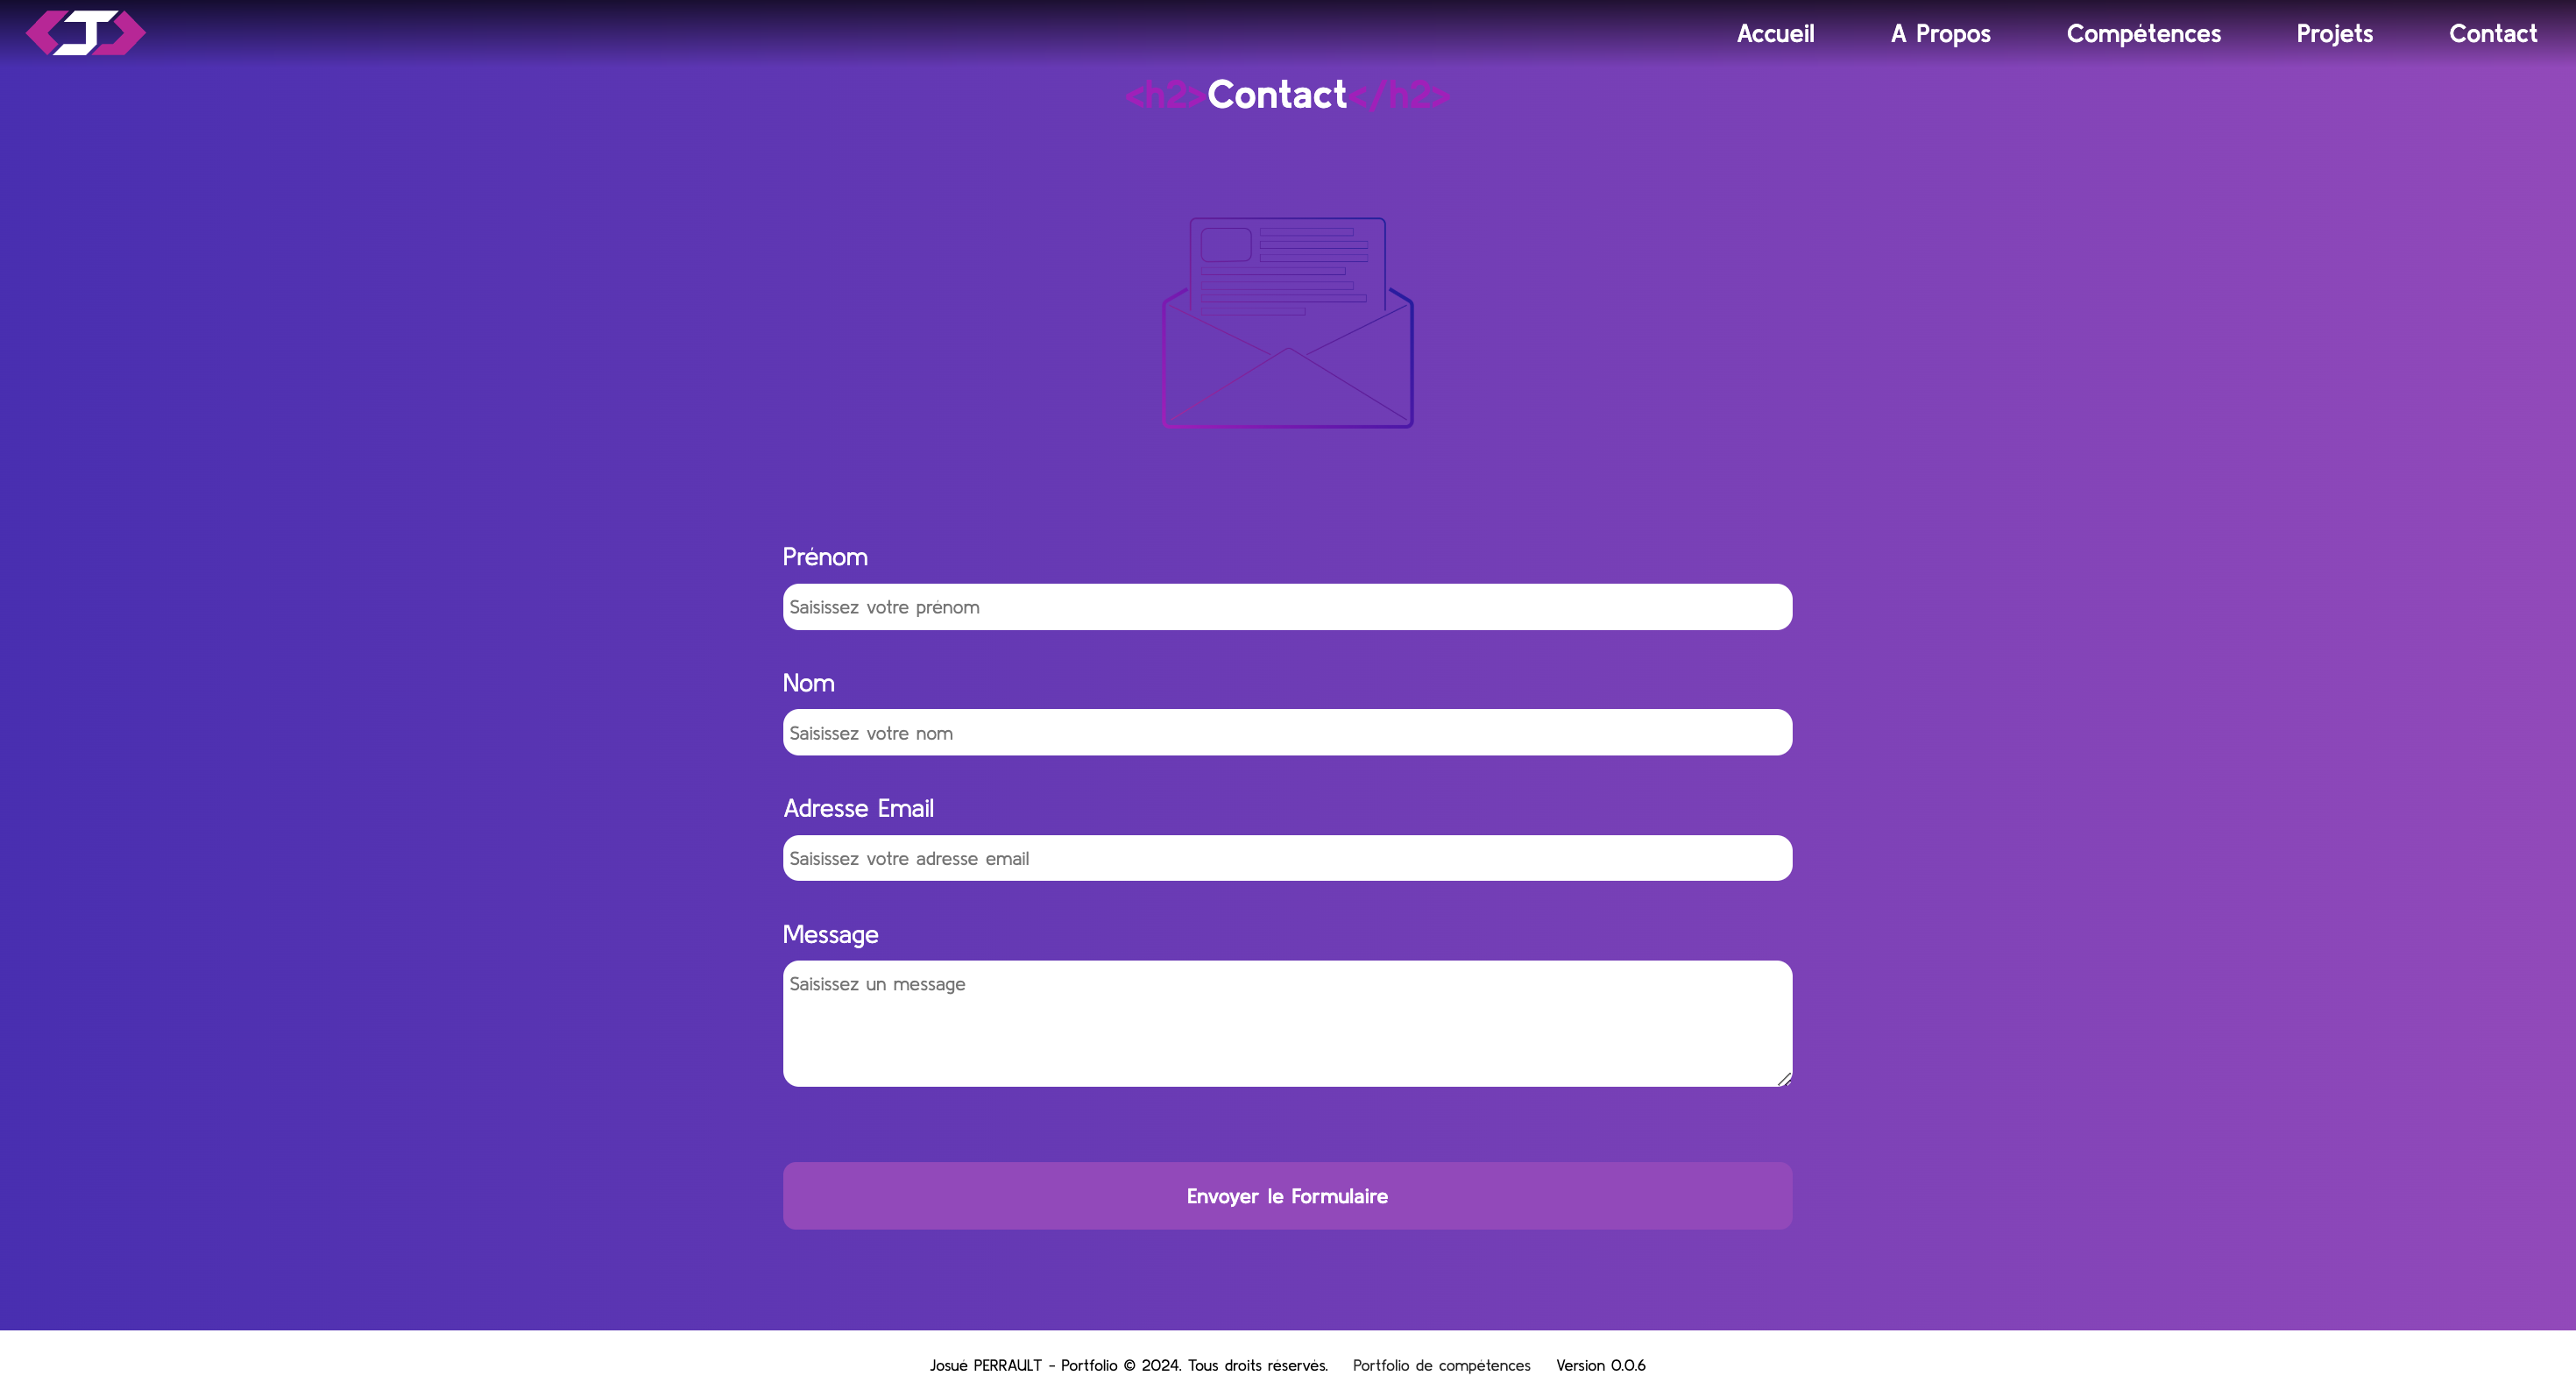 Accueil A Propos Compétences Projets Contact
<h2>Contact</h2>
Prénom
Saisissez votre prénom
Nom
Saisissez votre nom
Adresse Email
Saisissez votre adresse email
Message
Saisissez un message
Envoyer le Formulaire
Josué PERRAULT - Portfolio © 2024. Tous droits réservés. Portfolio de compétences Version 0.0.6